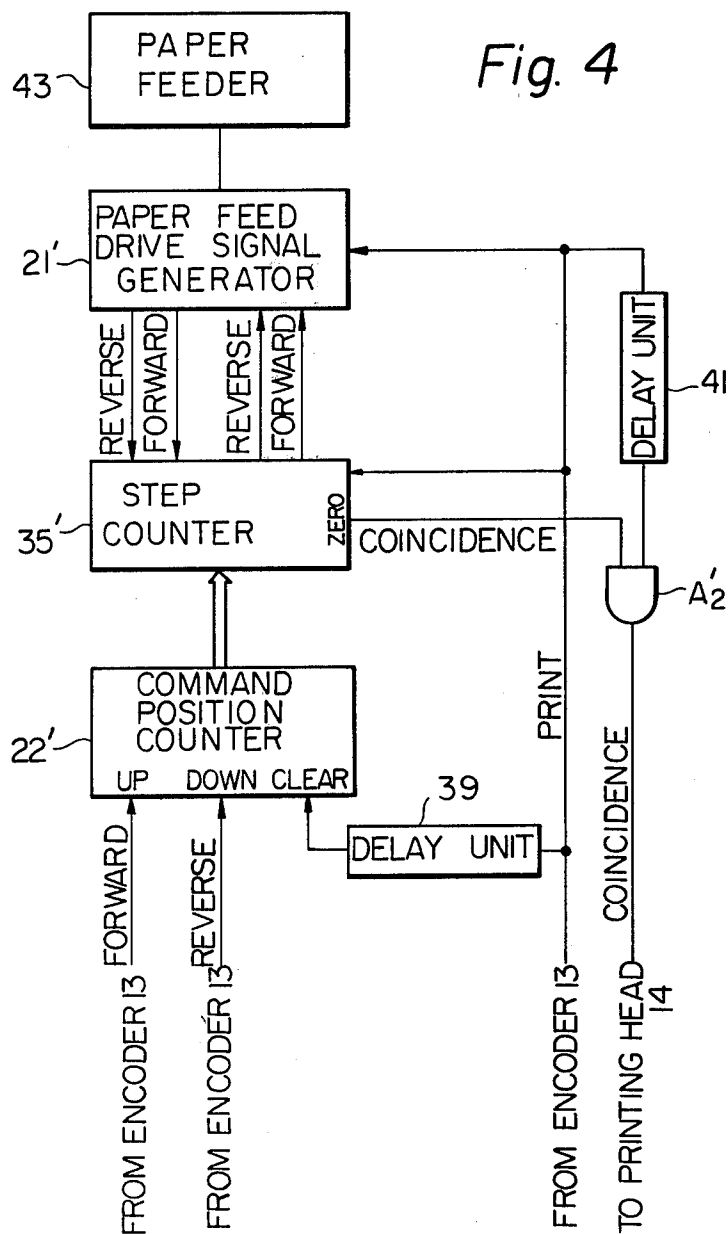 Fig. 4
PAPER
FEEDER
43
PAPER FEED
DRIVE SIGNAL
GENERATOR
21'
REVERSE
FORWARD
REVERSE
FORWARD
DELAY UNIT
41
STEP
COUNTER
ZERO
35'
COINCIDENCE
A'2
COMMAND
POSITION
COUNTER
UP DOWN CLEAR
22'
PRINT
COINCIDENCE
39
DELAY UNIT
FORWARD
REVERSE
FROM ENCODER 13
FROM ENCODER 13
FROM ENCODER 13
TO PRINTING HEAD
14